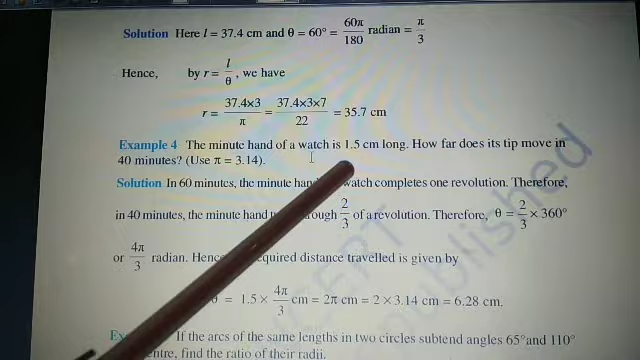 Solution Here l = 37.4 cm and θ = 60° = 60π/180 radian = π/3
Hence, by r = l/θ, we have
r = 37.4×3/π = 37.4×3×7/22 = 35.7 cm
Example 4 The minute hand of a watch is 1.5 cm long. How far does its tip move in
40 minutes? (Use π = 3.14).
Solution In 60 minutes, the minute hand watch completes one revolution. Therefore,
in 40 minutes, the minute hand through 2/3 of a revolution. Therefore, θ = 2/3 × 360°
or 4π/3 radian. Hence required distance travelled is given by
θ = 1.5 × 4π/3 cm = 2π cm = 2 × 3.14 cm = 6.28 cm.
If the arcs of the same lengths in two circles subtend angles 65° and 110°
centre, find the ratio of their radii.
NCERT
published